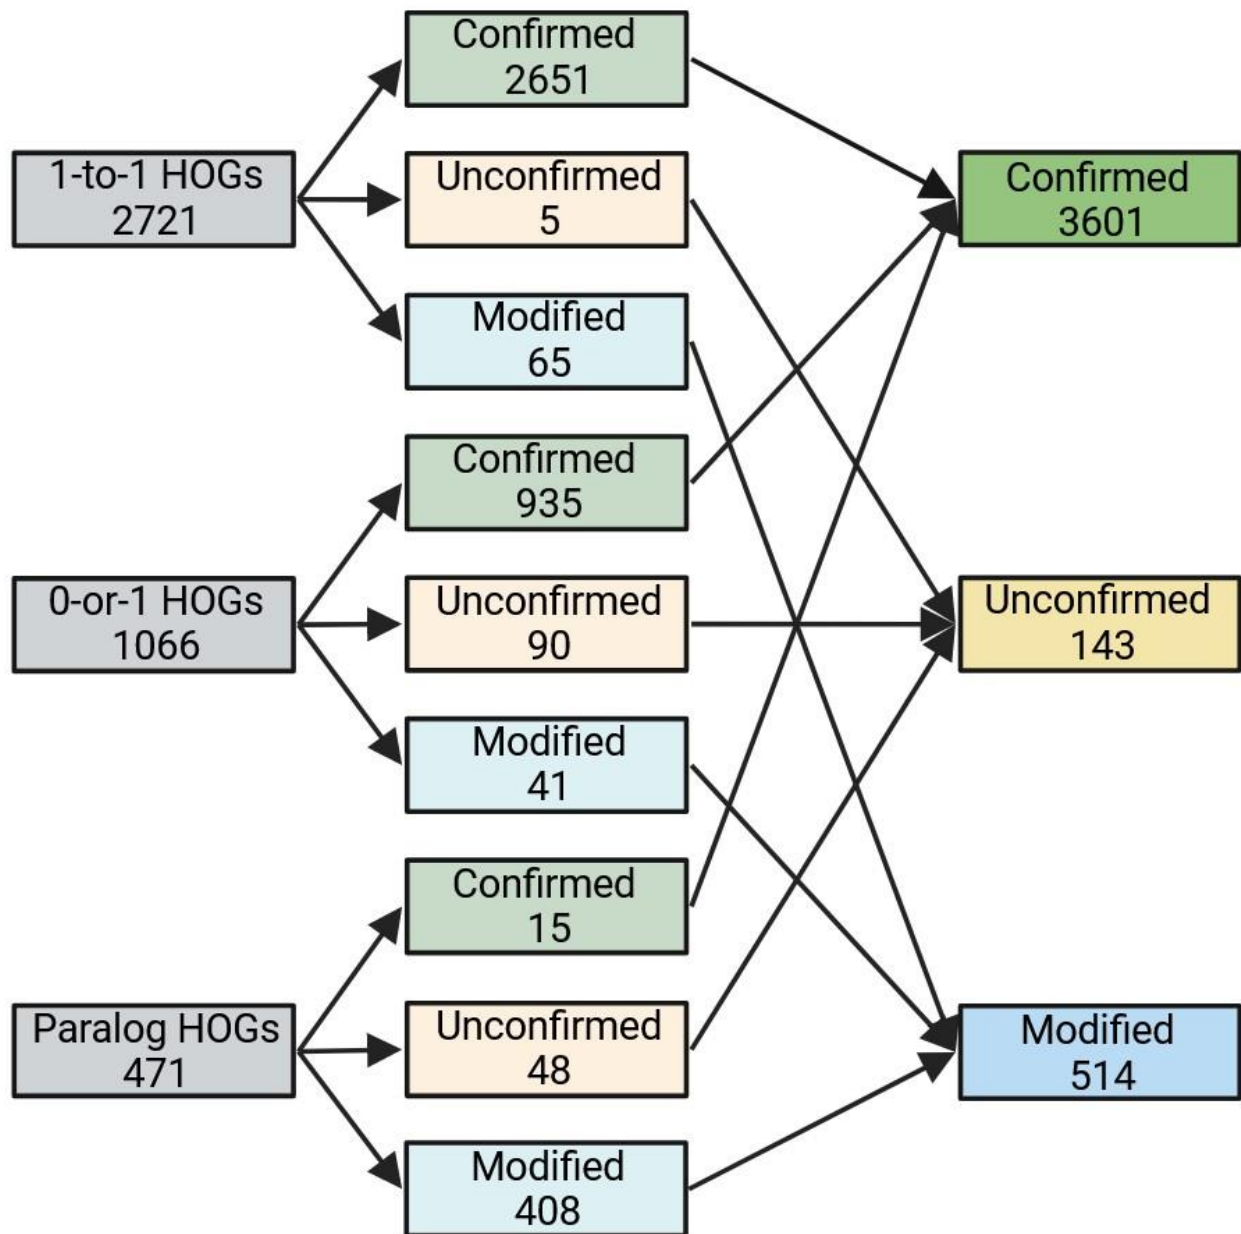 1-to-1 HOGs
2721
0-or-1 HOGs
1066
Paralog HOGs
471
Confirmed
2651
Unconfirmed
5
Modified
65
Confirmed
935
Unconfirmed
90
Modified
41
Confirmed
15
Unconfirmed
48
Modified
408
Confirmed
3601
Unconfirmed
143
Modified
514